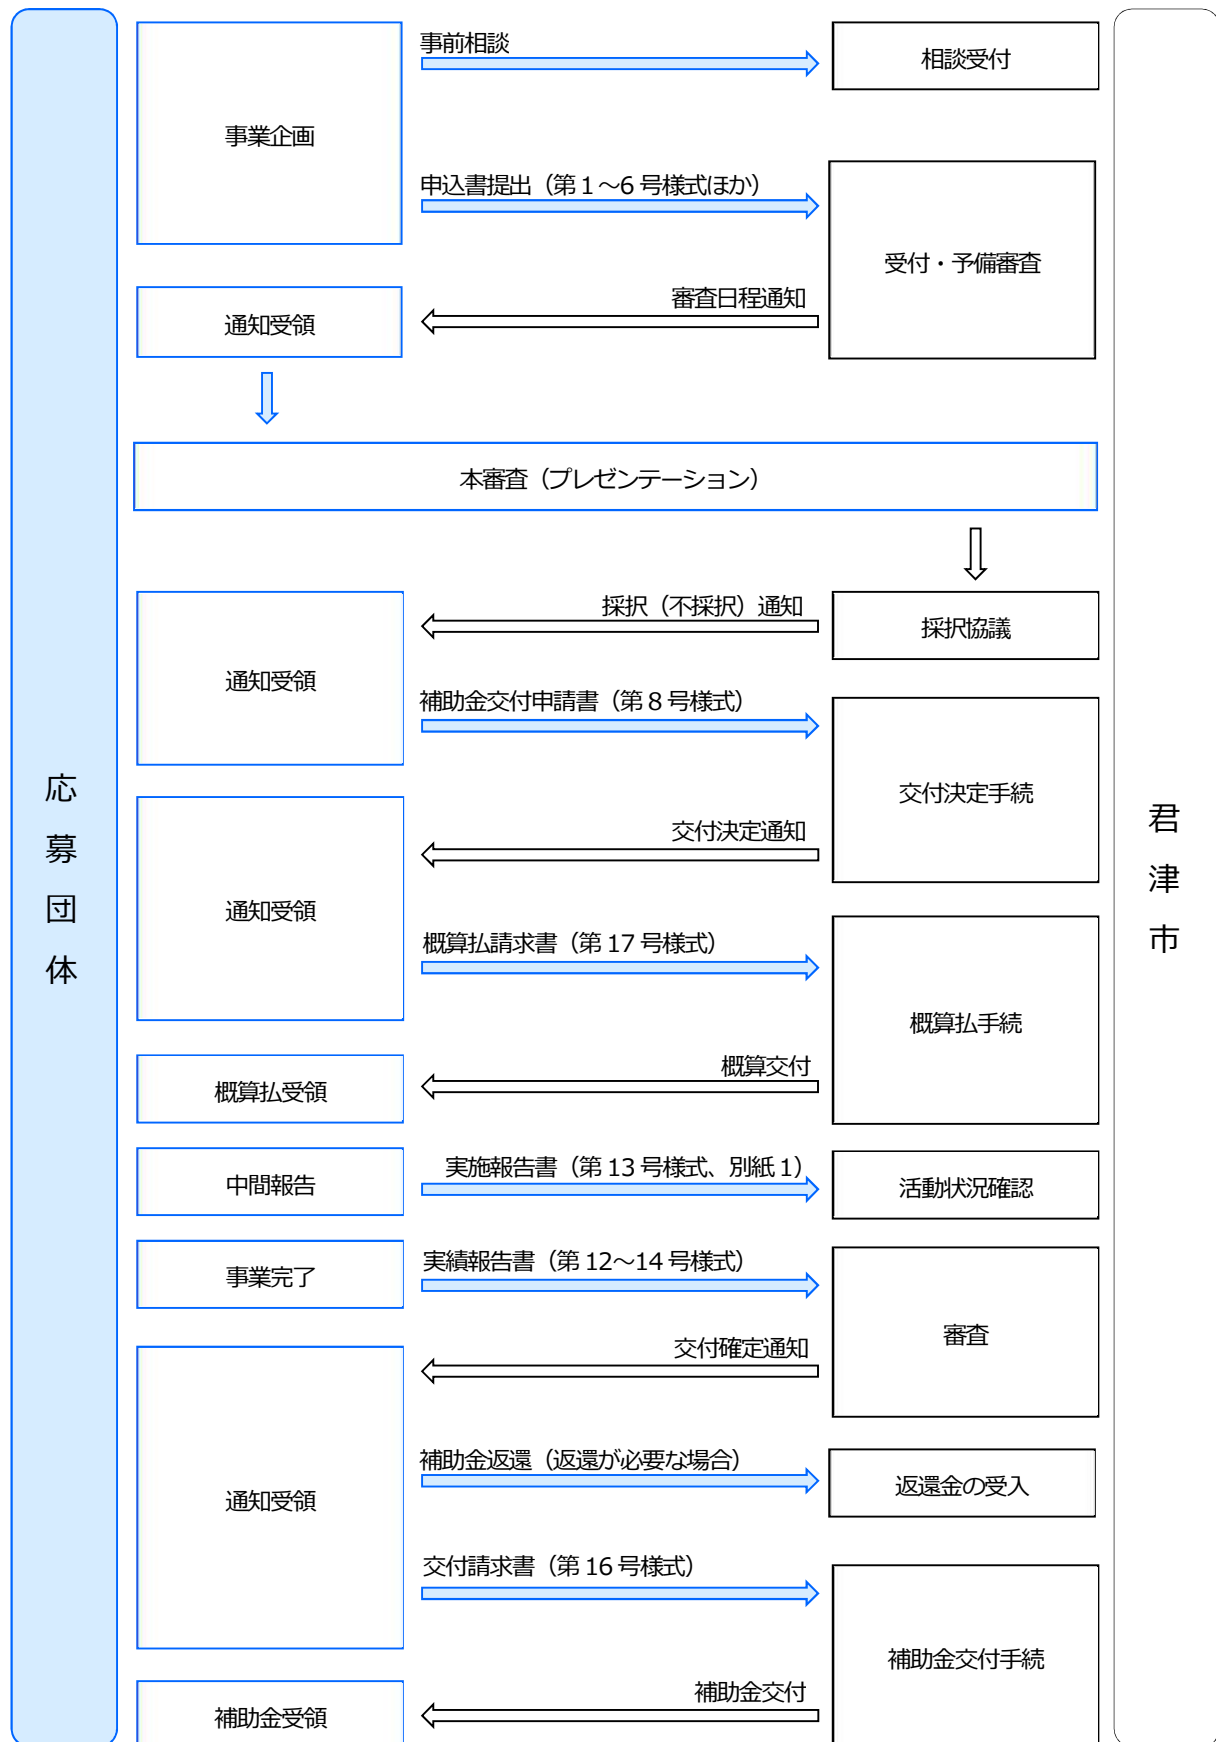 応募団体
君津市
事業企画
事前相談
相談受付
申込書提出（第１～6 号様式ほか）
受付・予備審査
審査日程通知
通知受領
本審査（プレゼンテーション）
採択（不採択）通知
採択協議
通知受領
補助金交付申請書（第８号様式）
交付決定手続
交付決定通知
通知受領
概算払請求書（第 17 号様式）
概算払手続
概算交付
概算払受領
中間報告
実施報告書（第 13 号様式、別紙 1）
活動状況確認
事業完了
実績報告書（第 12～14 号様式）
審査
交付確定通知
通知受領
補助金返還（返還が必要な場合）
返還金の受入
交付請求書（第 16 号様式）
補助金交付手続
補助金交付
補助金受領